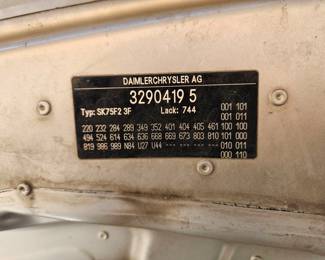 DAIMLERCHRYSLER AG
3290419 5
Typ: SK75F2 3F Lack: 744
001 101
001 011
220 232 284 289 349 352 401 404 405 461 100 100
494 524 614 634 636 668 669 673 803 810 101 000
819 986 989 N84 U27 U44 --- --- --- --- 010 011
000 110